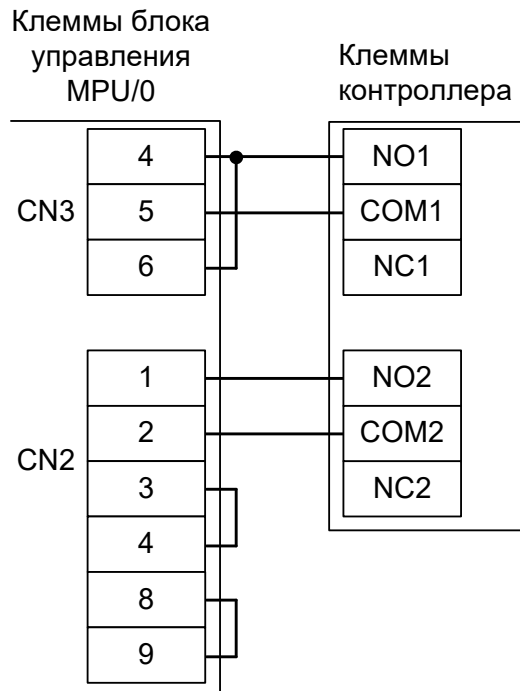 Клеммы блока
управления
MPU/0
Клеммы
контроллера
CN3
4
5
6
NO1
COM1
NC1
CN2
1
2
3
4
8
9
NO2
COM2
NC2